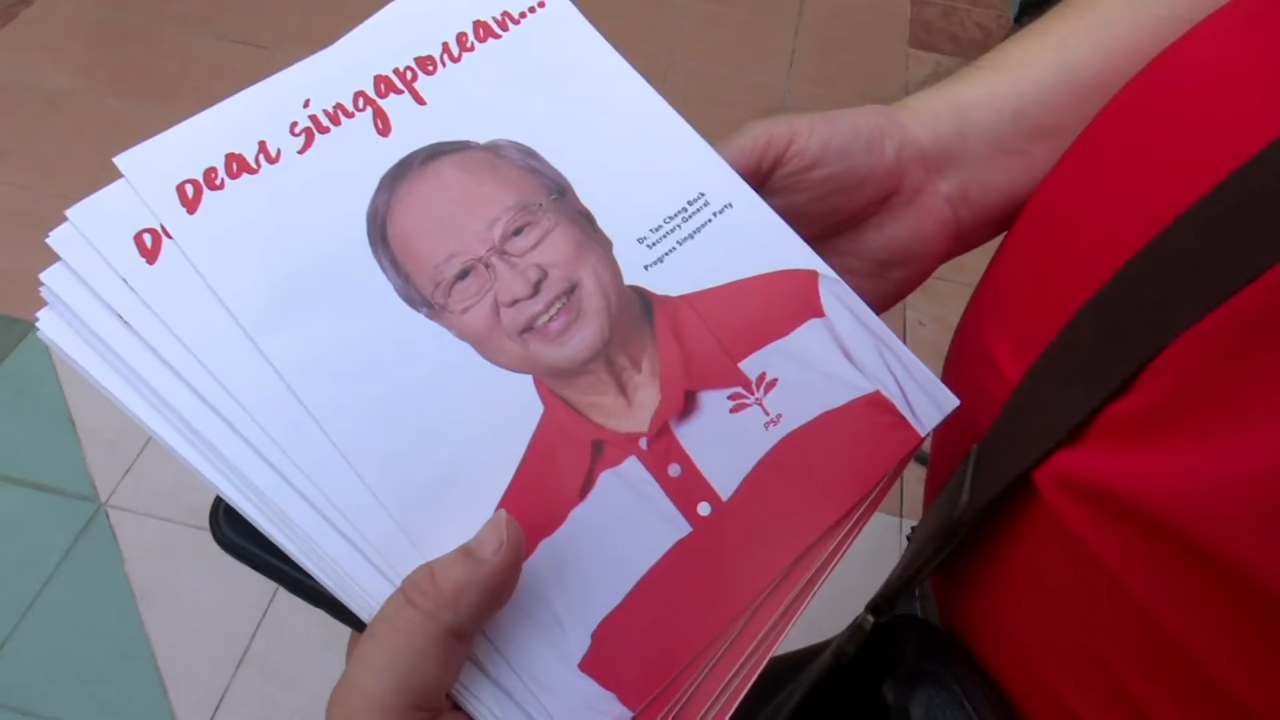 Dear Singaporean...
Dr. Tan Cheng Bock
Secretary-General
Progress Singapore Party
PSP
D